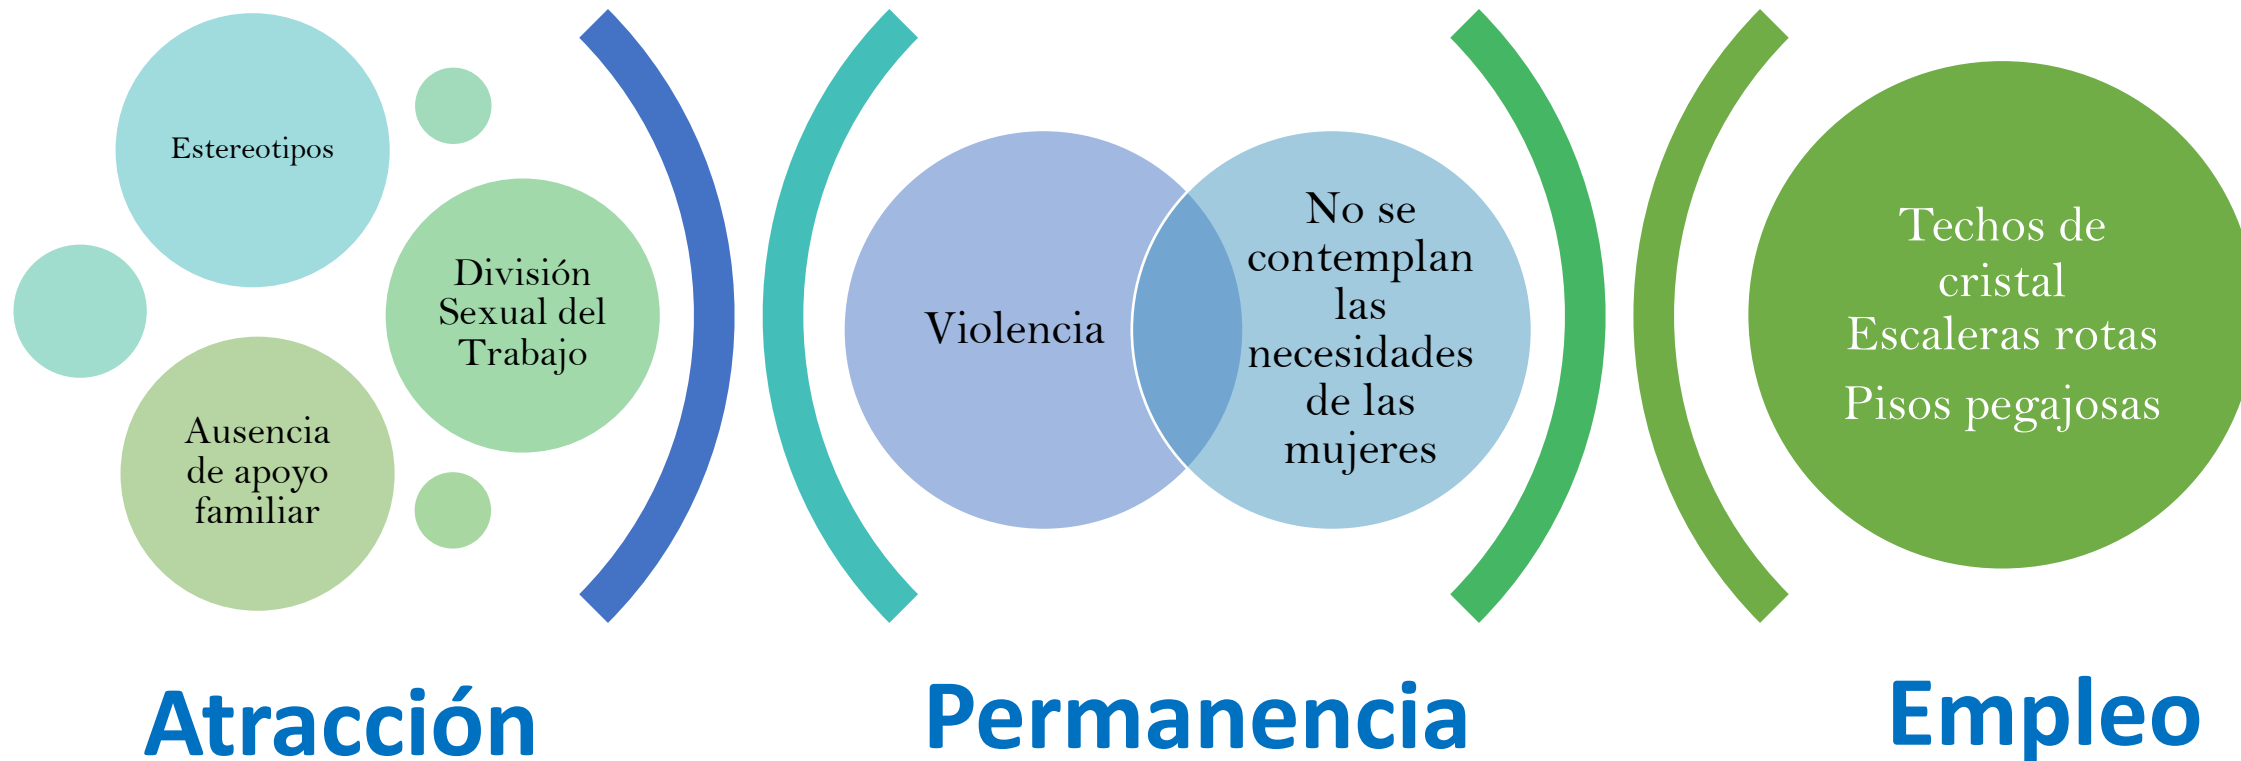 Estereotipos
División
Sexual del
Trabajo
Ausencia
de apoyo
familiar
Violencia
No se
contemplan
las
necesidades
de las
mujeres
Techos de
cristal
Escaleras rotas
Pisos pegajosas
Atracción
Permanencia
Empleo